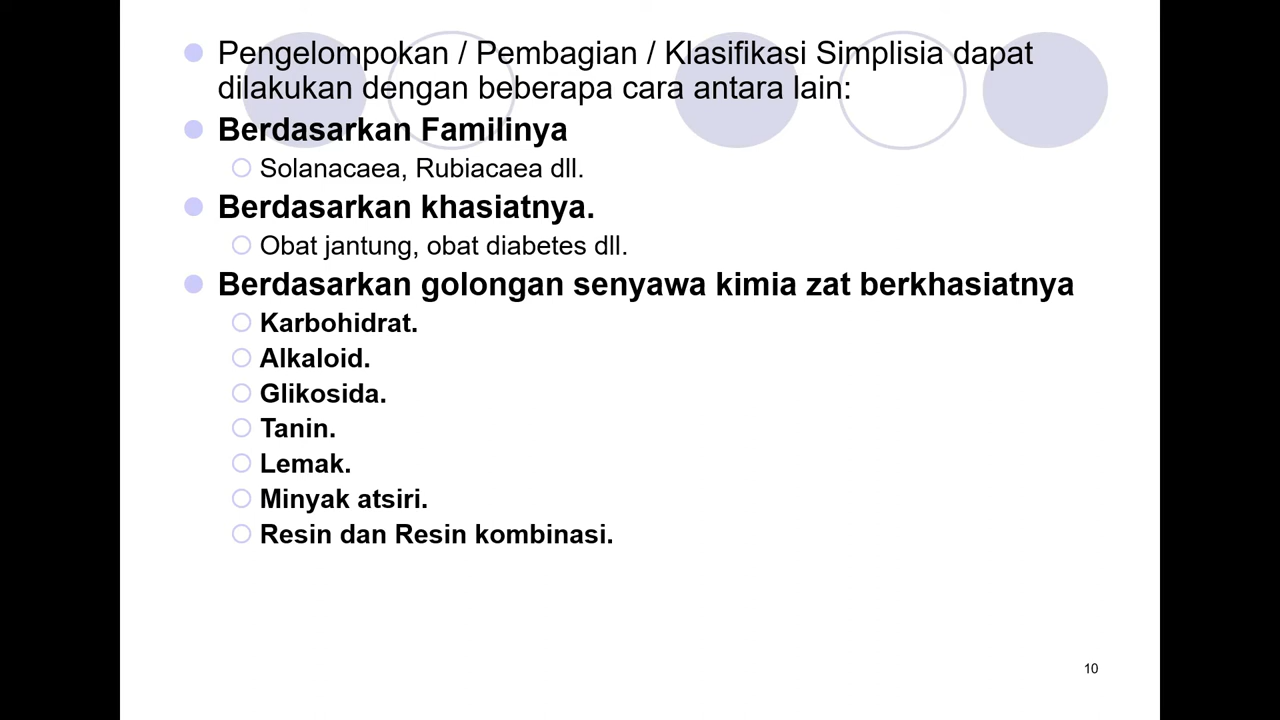 Pengelompokan / Pembagian / Klasifikasi Simplisia dapat
dilakukan dengan beberapa cara antara lain:
Berdasarkan Familinya
Solanacaea, Rubiacaea dll.
Berdasarkan khasiatnya.
Obat jantung, obat diabetes dll.
Berdasarkan golongan senyawa kimia zat berkhasiatnya
Karbohidrat.
Alkaloid.
Glikosida.
Tanin.
Lemak.
Minyak atsiri.
Resin dan Resin kombinasi.
10